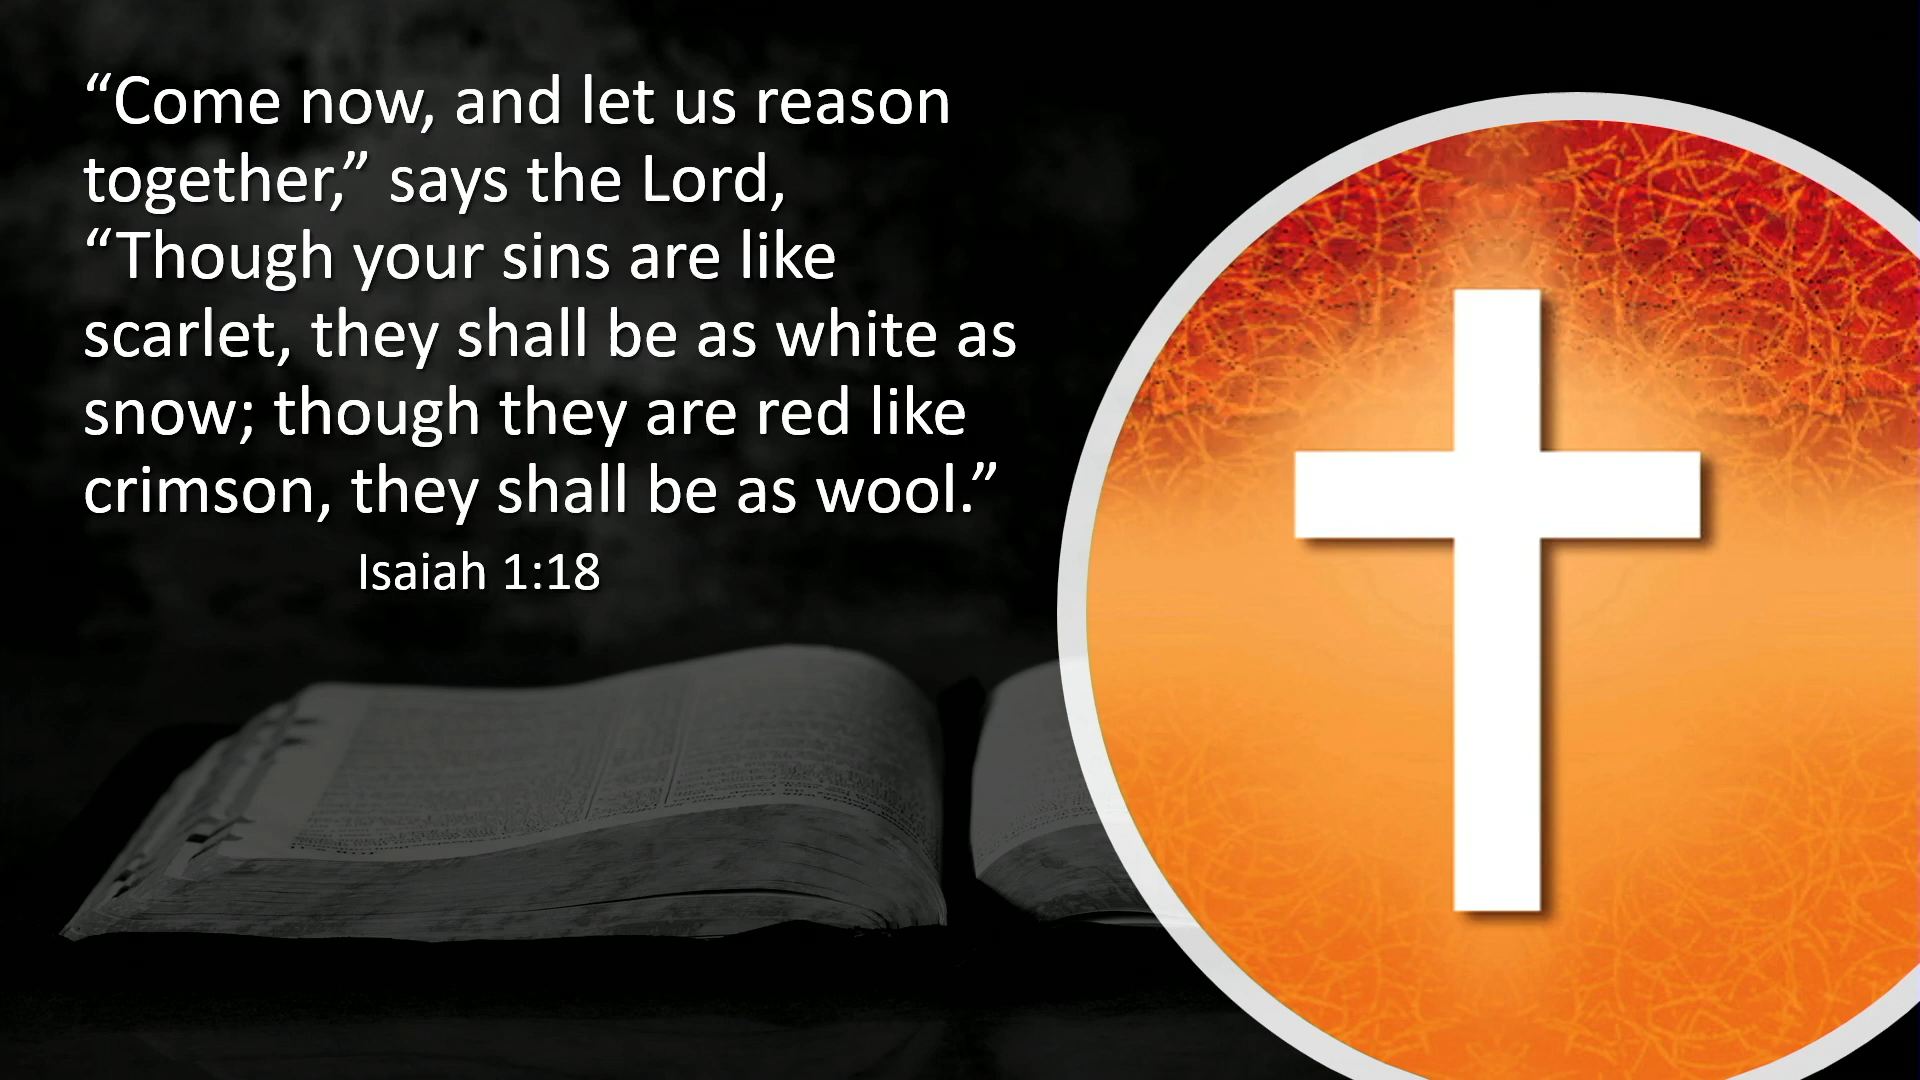 “Come now, and let us reason
together,” says the Lord,
“Though your sins are like
scarlet, they shall be as white as
snow; though they are red like
crimson, they shall be as wool.”
Isaiah 1:18